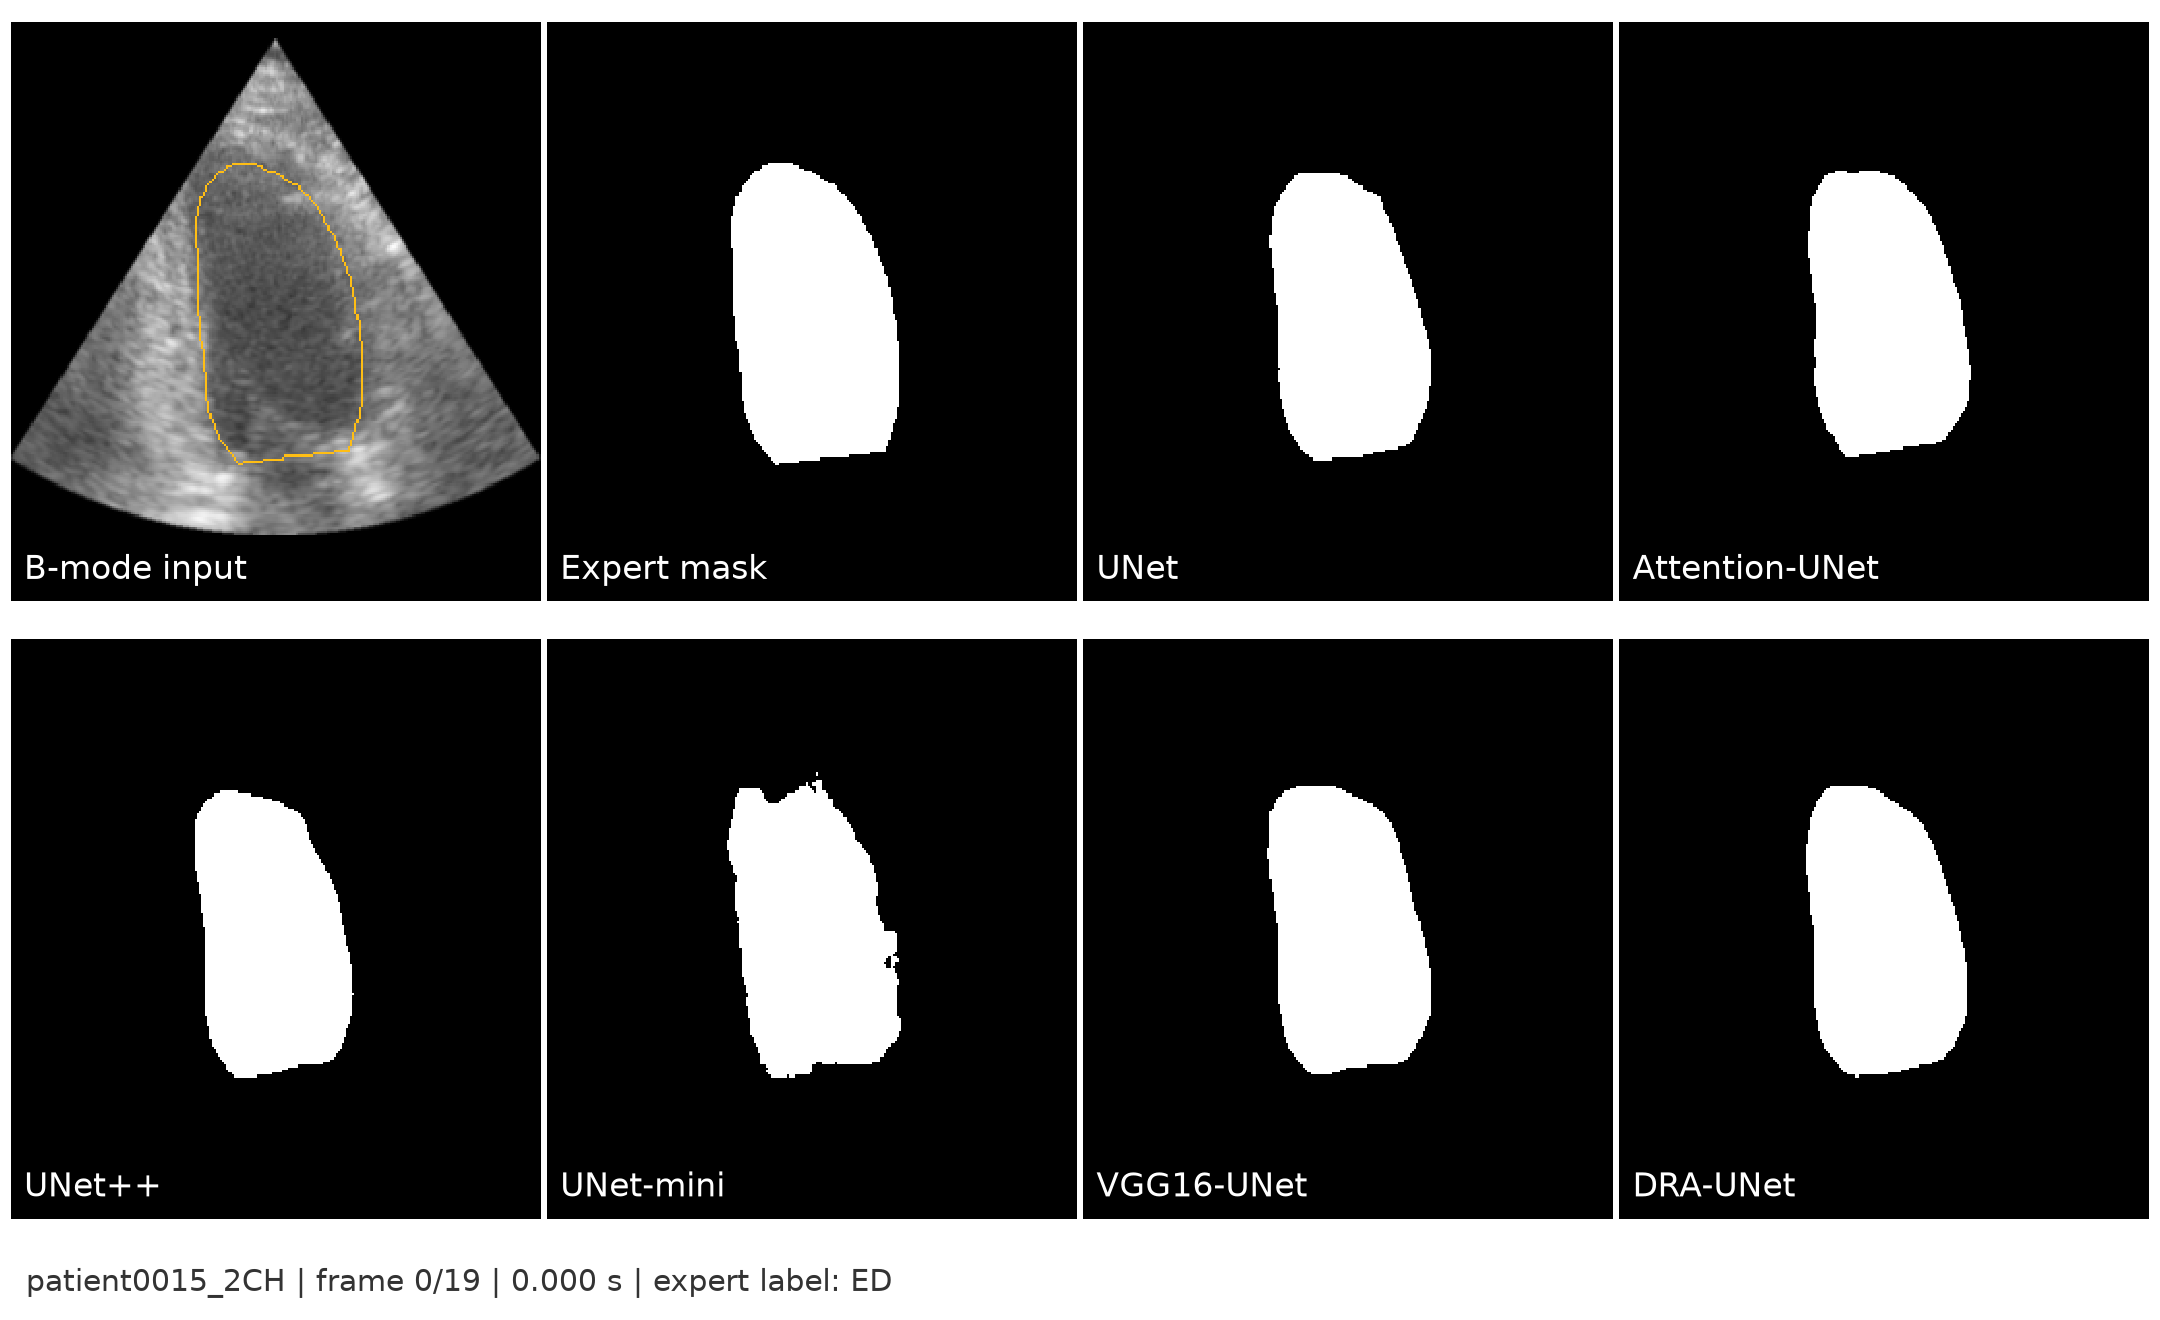 B-mode input
Expert mask
UNet
Attention-UNet
UNet++
UNet-mini
VGG16-UNet
DRA-UNet
patient0015_2CH | frame 0/19 | 0.000 s | expert label: ED